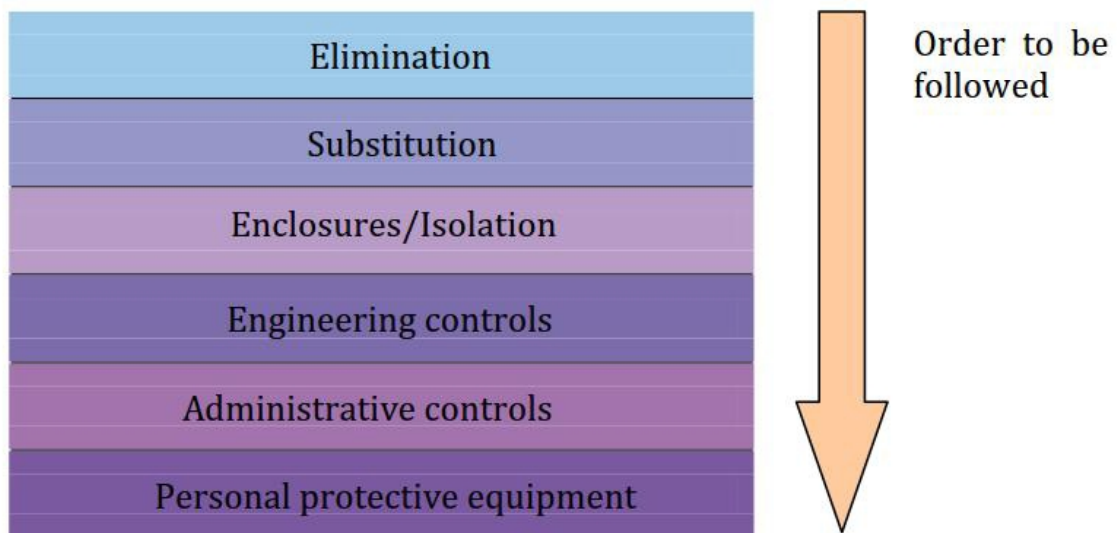 Elimination
Substitution
Enclosures/Isolation
Engineering controls
Administrative controls
Personal protective equipment
Order to be
followed